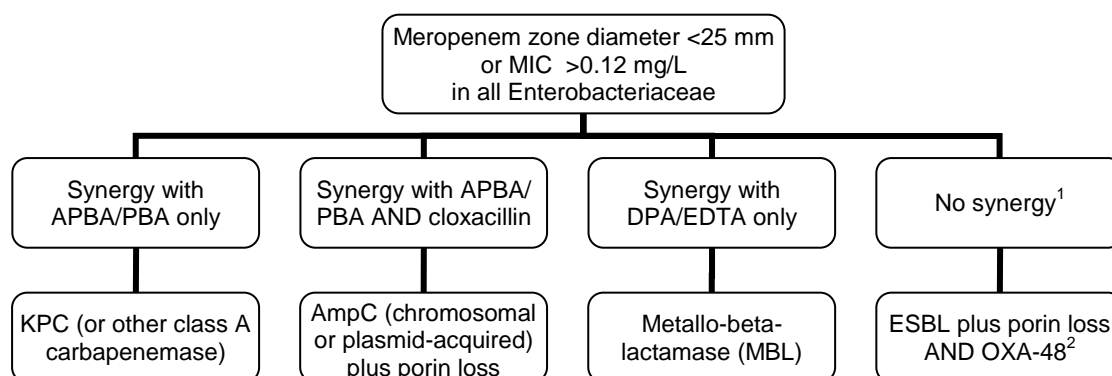 Meropenem zone diameter <25 mm
or MIC >0.12 mg/L
in all Enterobacteriaceae
Synergy with
APBA/PBA only
Synergy with APBA/
PBA AND cloxacillin
Synergy with
DPA/EDTA only
No synergy1
KPC (or other class A
carbapenemase)
AmpC (chromosomal
or plasmid-acquired)
plus porin loss
Metallo-beta-
lactamase (MBL)
ESBL plus porin loss
AND OXA-482